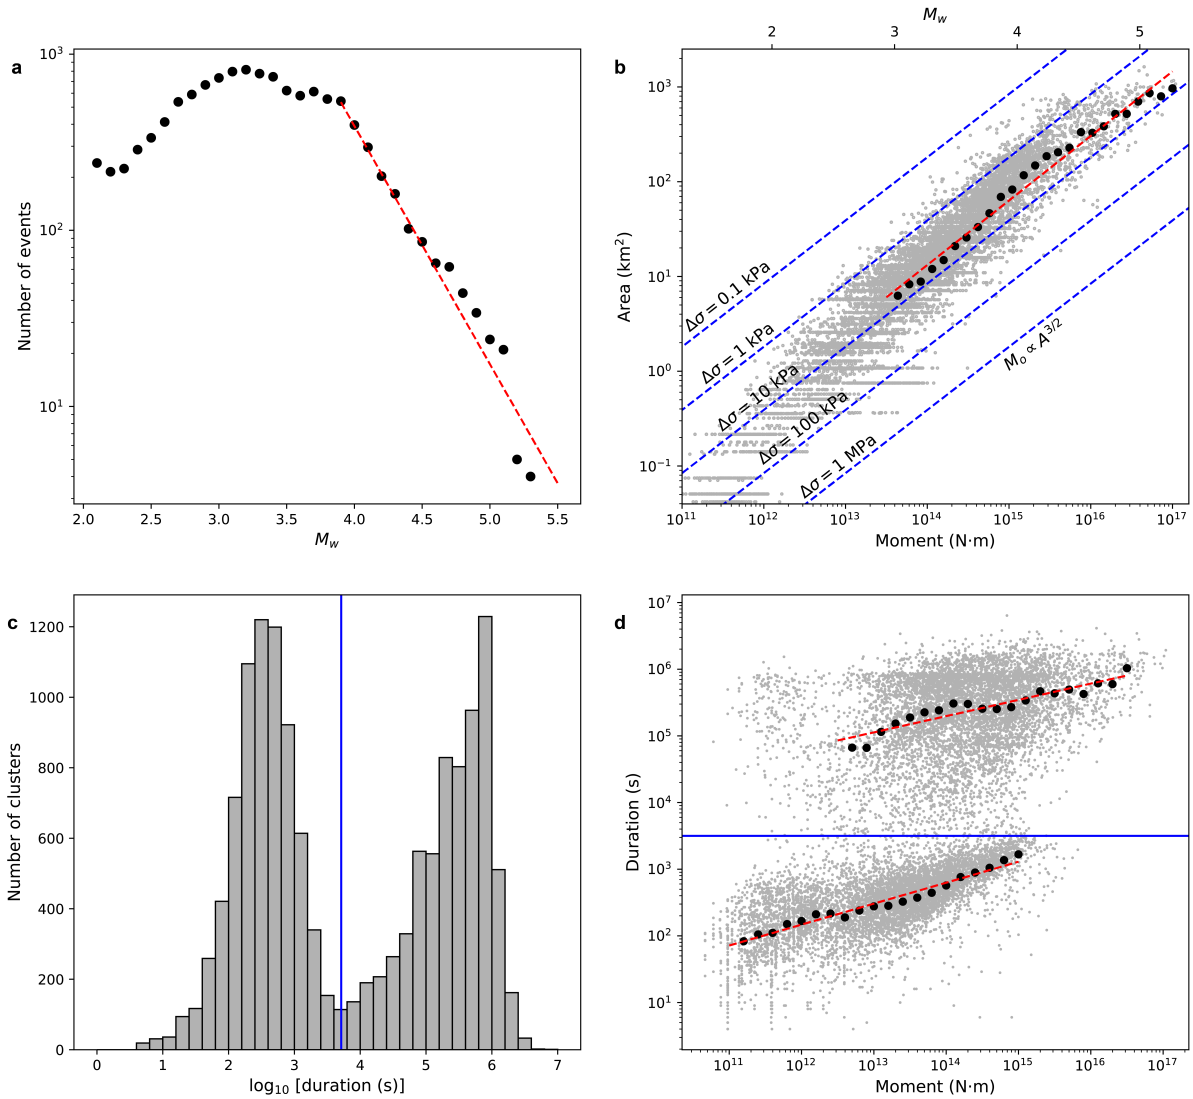 a
10³
10²
10¹
Number of events
2.0 2.5 3.0 3.5 4.0 4.5 5.0 5.5
M_w
b
M_w
2 3 4 5
10³
10²
10¹
10⁰
10⁻¹
Area (km²)
Δσ = 0.1 kPa
Δσ = 1 kPa
Δσ = 10 kPa
Δσ = 100 kPa
Δσ = 1 MPa
M₀ ∝ A^3/2
10¹¹ 10¹² 10¹³ 10¹⁴ 10¹⁵ 10¹⁶ 10¹⁷
Moment (N·m)
c
1200
1000
800
600
400
200
0
Number of clusters
0 1 2 3 4 5 6 7
log₁₀ [duration (s)]
d
10⁷
10⁶
10⁵
10⁴
10³
10²
10¹
Duration (s)
10¹¹ 10¹² 10¹³ 10¹⁴ 10¹⁵ 10¹⁶ 10¹⁷
Moment (N·m)